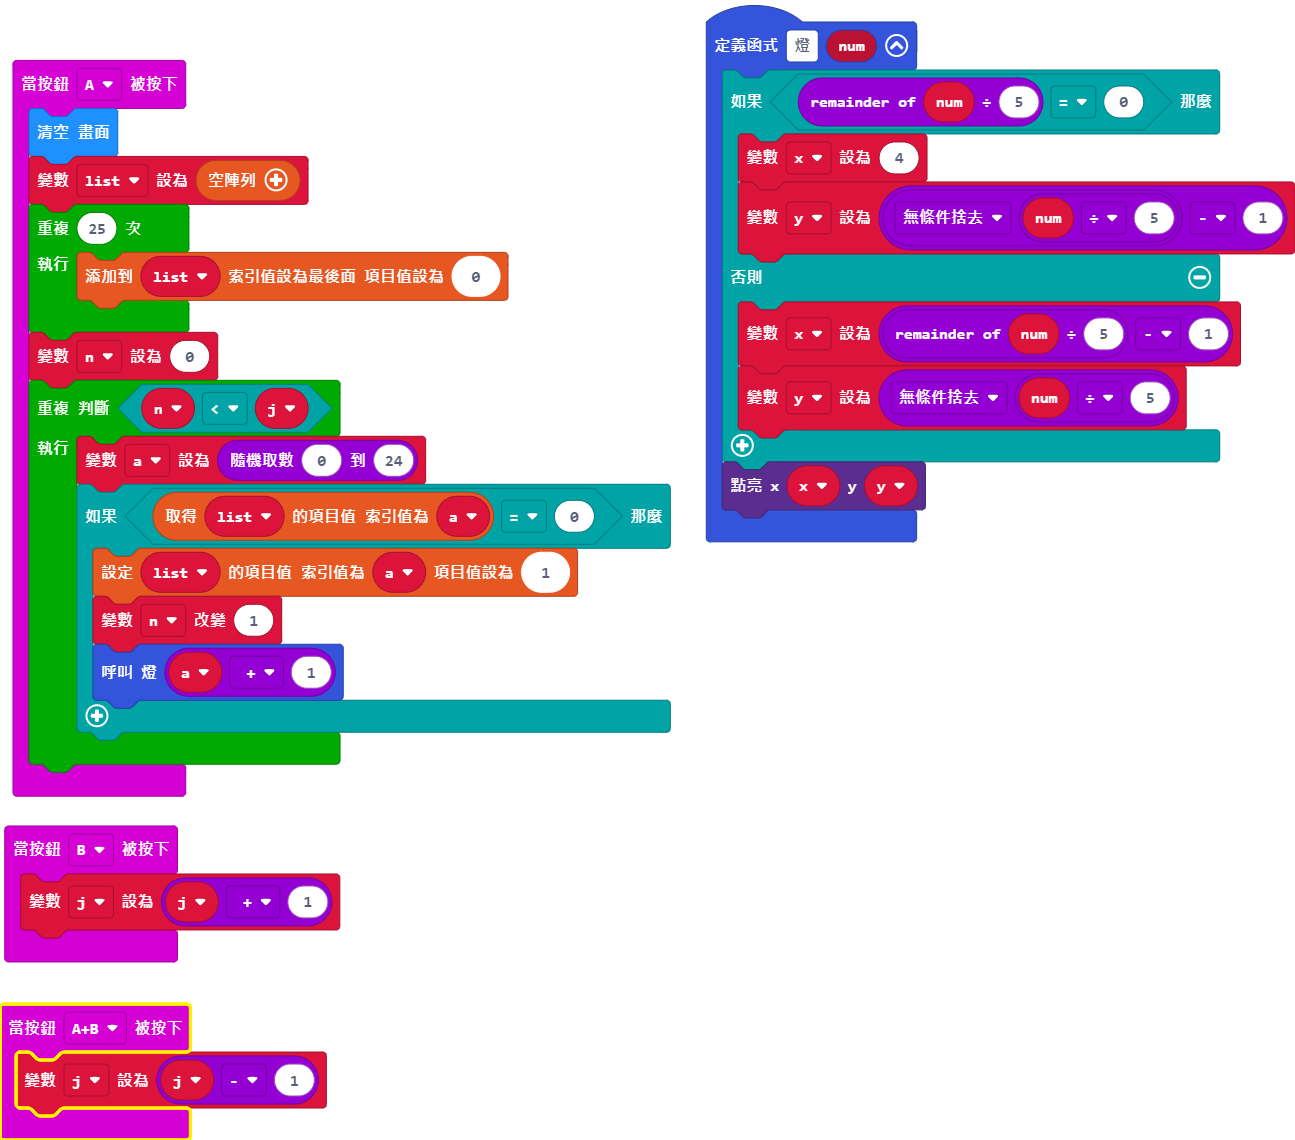 當按鈕 A 被按下
清空 畫面
變數 list 設為 空陣列
重複 25 次
執行 添加到 list 索引值設為最後面 項目值設為 0
變數 n 設為 0
重複 判斷 n < j
執行 變數 a 設為 隨機取數 0 到 24
如果 取得 list 的項目值 索引值為 a = 0 那麼
設定 list 的項目值 索引值為 a 項目值設為 1
變數 n 改變 1
呼叫 燈 a + 1
當按鈕 B 被按下
變數 j 設為 j + 1
當按鈕 A+B 被按下
變數 j 設為 j - 1
定義函式 燈 num
如果 remainder of num ÷ 5 = 0 那麼
變數 x 設為 4
變數 y 設為 無條件捨去 num ÷ 5 - 1
否則
變數 x 設為 remainder of num ÷ 5 - 1
變數 y 設為 無條件捨去 num ÷ 5
點亮 x x y y